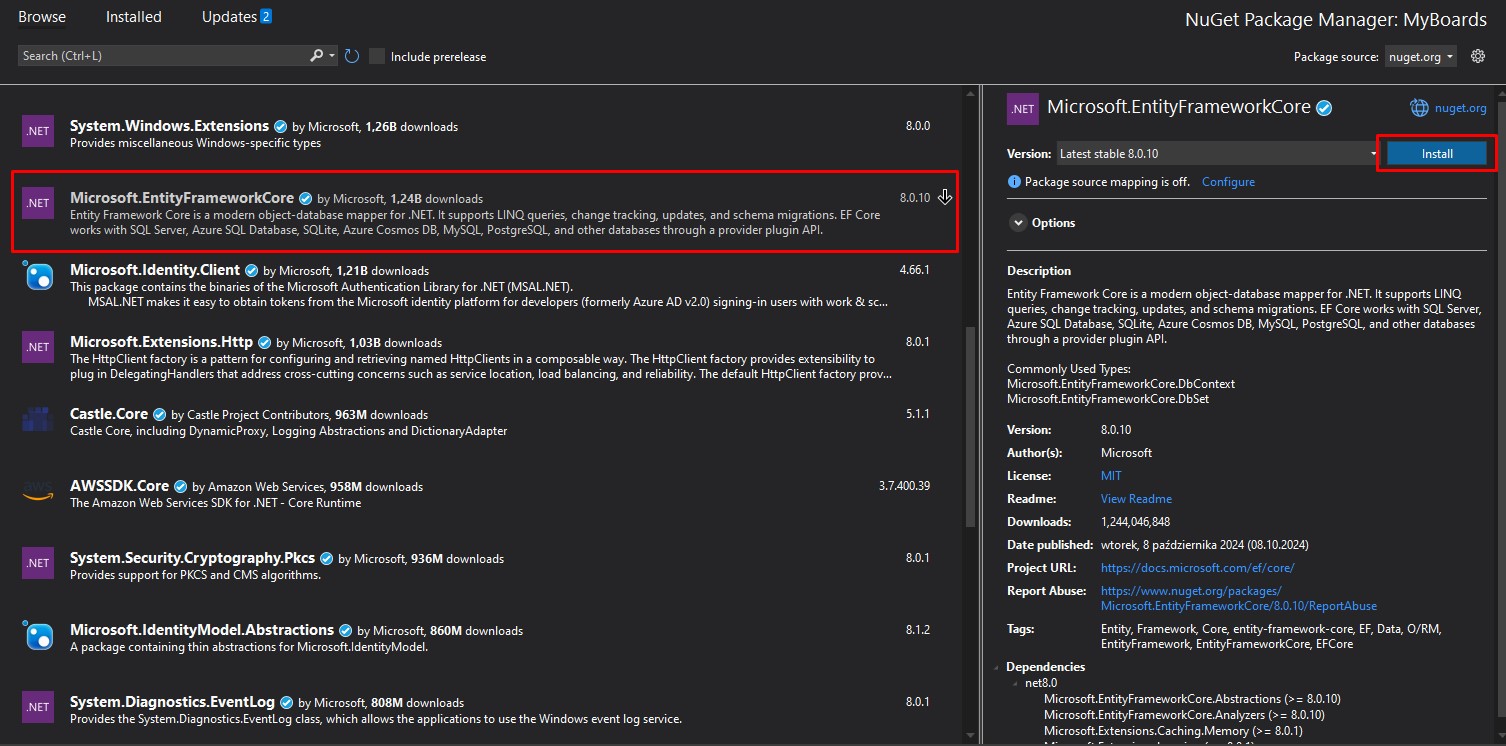 Browse
Installed
Updates 2
NuGet Package Manager: MyBoards
Search (Ctrl+L)
Include prerelease
Package source: nuget.org
.NET
System.Windows.Extensions by Microsoft, 1,26B downloads
8.0.0
Provides miscellaneous Windows-specific types
.NET
Microsoft.EntityFrameworkCore by Microsoft, 1,24B downloads
8.0.10
Entity Framework Core is a modern object-database mapper for .NET. It supports LINQ queries, change tracking, updates, and schema migrations. EF Core
works with SQL Server, Azure SQL Database, SQLite, Azure Cosmos DB, MySQL, PostgreSQL, and other databases through a provider plugin API.
Microsoft.Identity.Client by Microsoft, 1,21B downloads
4.66.1
This package contains the binaries of the Microsoft Authentication Library for .NET (MSAL.NET).
MSAL.NET makes it easy to obtain tokens from the Microsoft identity platform for developers (formerly Azure AD v2.0) signing-in users with work & sc...
.NET
Microsoft.Extensions.Http by Microsoft, 1,03B downloads
8.0.1
The HttpClient factory is a pattern for configuring and retrieving named HttpClients in a composable way. The HttpClient factory provides extensibility to
plug in DelegatingHandlers that address cross-cutting concerns such as service location, load balancing, and reliability. The default HttpClient factory prov...
Castle.Core by Castle Project Contributors, 963M downloads
5.1.1
Castle Core, including DynamicProxy, Logging Abstractions and DictionaryAdapter
aws
AWSSDK.Core by Amazon Web Services, 958M downloads
3.7.400.39
The Amazon Web Services SDK for .NET - Core Runtime
.NET
System.Security.Cryptography.Pkcs by Microsoft, 936M downloads
8.0.1
Provides support for PKCS and CMS algorithms.
Microsoft.IdentityModel.Abstractions by Microsoft, 860M downloads
8.1.2
A package containing thin abstractions for Microsoft.IdentityModel.
.NET
System.Diagnostics.EventLog by Microsoft, 808M downloads
8.0.1
Provides the System.Diagnostics.EventLog class, which allows the applications to use the Windows event log service.
.NET
Microsoft.EntityFrameworkCore
nuget.org
Version: Latest stable 8.0.10
Install
Package source mapping is off. Configure
Options
Description
Entity Framework Core is a modern object-database mapper for .NET. It supports LINQ
queries, change tracking, updates, and schema migrations. EF Core works with SQL Server,
Azure SQL Database, SQLite, Azure Cosmos DB, MySQL, PostgreSQL, and other databases
through a provider plugin API.
Commonly Used Types:
Microsoft.EntityFrameworkCore.DbContext
Microsoft.EntityFrameworkCore.DbSet
Version: 8.0.10
Author(s): Microsoft
License: MIT
Readme: View Readme
Downloads: 1,244,046,848
Date published: wtorek, 8 października 2024 (08.10.2024)
Project URL: https://docs.microsoft.com/ef/core/
Report Abuse: https://www.nuget.org/packages/
Microsoft.EntityFrameworkCore/8.0.10/ReportAbuse
Tags: Entity, Framework, Core, entity-framework-core, EF, Data, O/RM,
EntityFramework, EntityFrameworkCore, EFCore
Dependencies
net8.0
Microsoft.EntityFrameworkCore.Abstractions (>= 8.0.10)
Microsoft.EntityFrameworkCore.Analyzers (>= 8.0.10)
Microsoft.Extensions.Caching.Memory (>= 8.0.1)